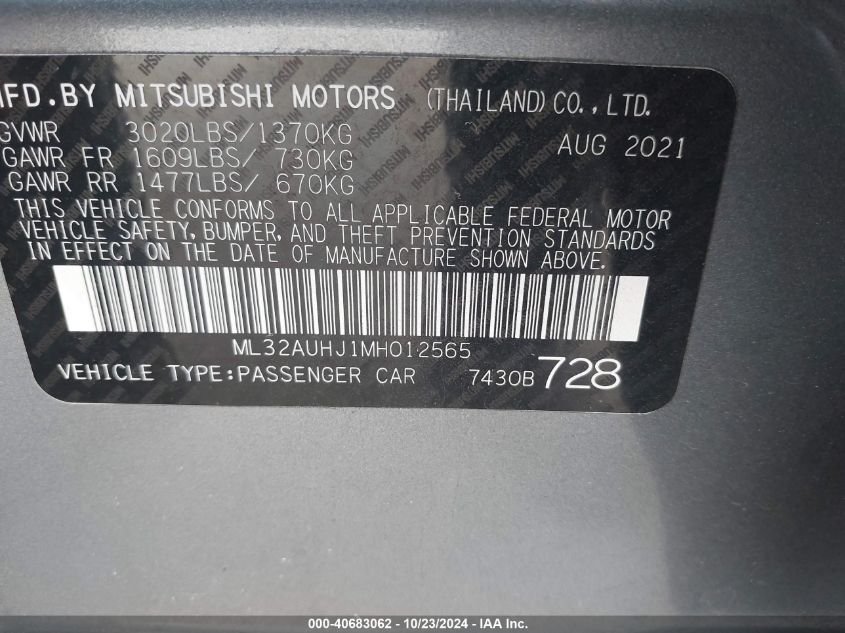 MFD.BY MITSUBISHI MOTORS (THAILAND) CO., LTD.
GVWR 3020LBS/1370KG AUG 2021
GAWR FR 1609LBS/ 730KG
GAWR RR 1477LBS/ 670KG
THIS VEHICLE CONFORMS TO ALL APPLICABLE FEDERAL MOTOR
VEHICLE SAFETY, BUMPER, AND THEFT PREVENTION STANDARDS
IN EFFECT ON THE DATE OF MANUFACTURE SHOWN ABOVE.
ML32AUHJ1MH012565
VEHICLE TYPE:PASSENGER CAR 7430B 728
000-40683062 - 10/23/2024 - IAA Inc.